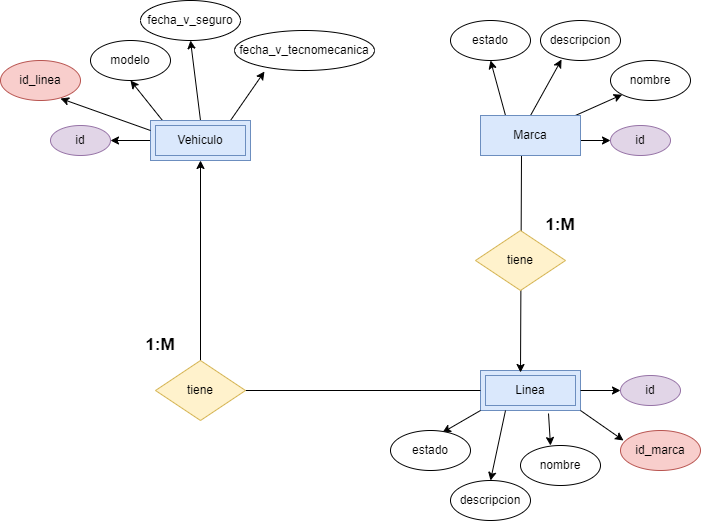 fecha_v_seguro
estado
descripcion
modelo
fecha_v_tecnomecanica
id_linea
nombre
id
Vehiculo
Marca
id
1:M
tiene
1:M
tiene
Linea
id
estado
nombre
id_marca
descripcion